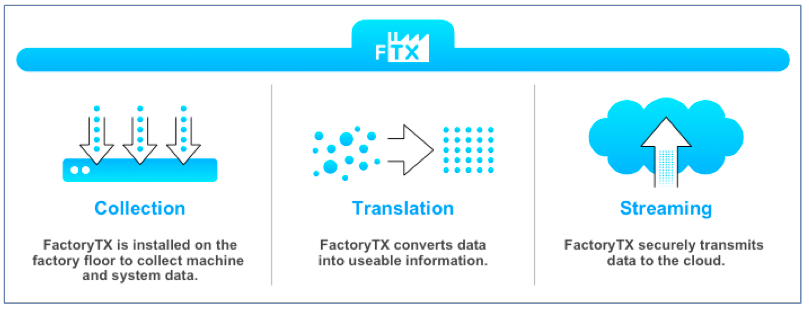 FTX
Collection
Translation
Streaming
FactoryTX is installed on the
factory floor to collect machine
and system data.
FactoryTX converts data
into useable information.
FactoryTX securely transmits
data to the cloud.